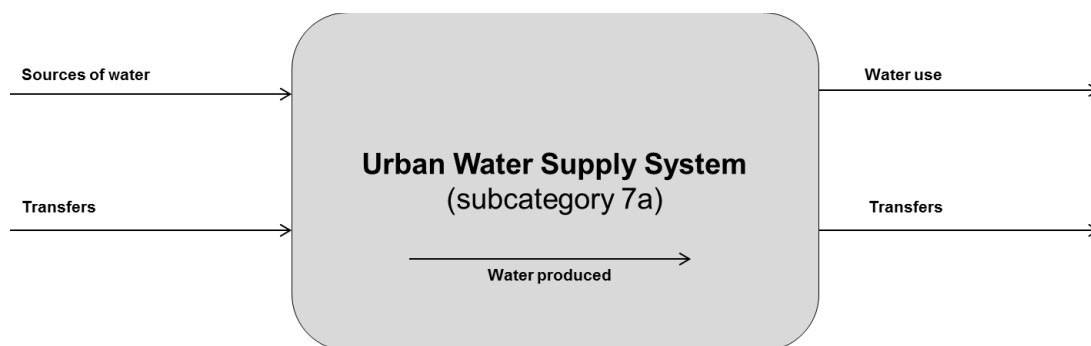 Sources of water
Water use
Urban Water Supply System
(subcategory 7a)
Transfers
Transfers
Water produced